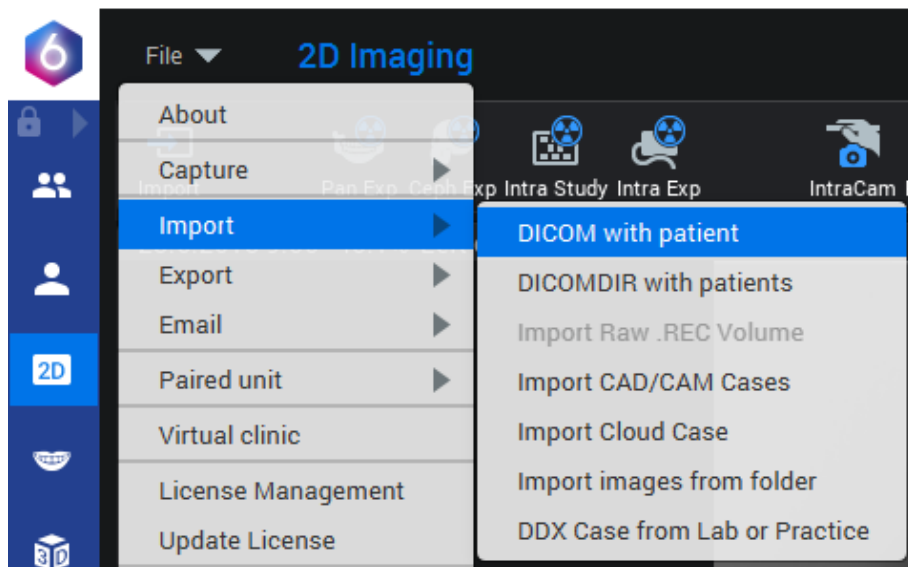 6
File
2D Imaging
About
Import
Pan Exp
Ceph Exp
Intra Study
Intra Exp
IntraCam
Capture
Import
Export
Email
Paired unit
Virtual clinic
License Management
Update License
DICOM with patient
DICOMDIR with patients
Import Raw .REC Volume
Import CAD/CAM Cases
Import Cloud Case
Import images from folder
DDX Case from Lab or Practice
2D
3D